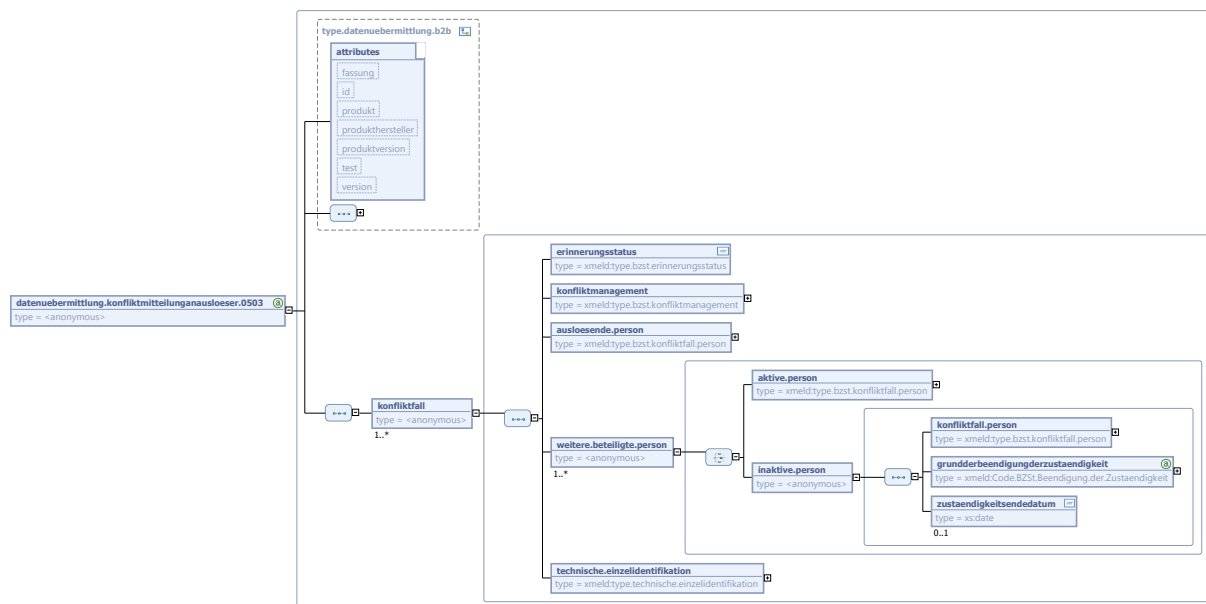 type.datenuebermittlung.b2b
attributes
fassung
id
produkt
produkthersteller
produktversion
test
version
datenuebermittlung.konfliktmitteilunganausloeser.0503
type = <anonymous>
konfliktfall
type = <anonymous>
1..*
erinnerungsstatus
type = xmeld:type.bzst.erinnerungsstatus
konfliktmanagement
type = xmeld:type.bzst.konfliktmanagement
ausloesende.person
type = xmeld:type.bzst.konfliktfall.person
weitere.beteiligte.person
type = <anonymous>
1..*
aktive.person
type = xmeld:type.bzst.konfliktfall.person
inaktive.person
type = <anonymous>
konfliktfall.person
type = xmeld:type.bzst.konfliktfall.person
grundderbeendigungderzustaendigkeit
type = xmeld:Code.BZSt.Beendigung.der.Zustaendigkeit
zustaendigkeitsendedatum
type = xs:date
0..1
technische.einzelidentifikation
type = xmeld:type.technische.einzelidentifikation